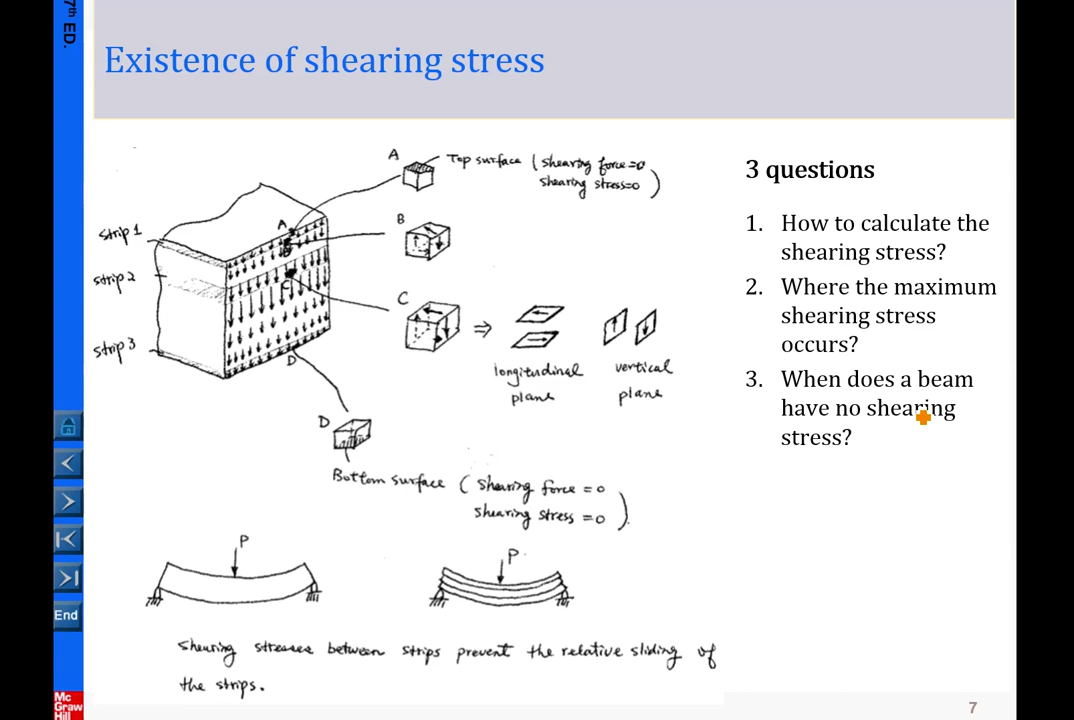 7th ED.
Existence of shearing stress
A
Top surface ( shearing force=0
shearing stress=0 )
3 questions
1. How to calculate the
shearing stress?
2. Where the maximum
shearing stress
occurs?
3. When does a beam
have no shearing
stress?
strip 1
A
B
B
strip 2
C
C
⇒
strip 3
D
longitudinal
plane
vertical
plane
D
Bottom surface ( shearing force =0
shearing stress =0 )
P
P
shearing stresses between strips prevent the relative sliding of
the strips.
End
Mc
Graw
Hill
7